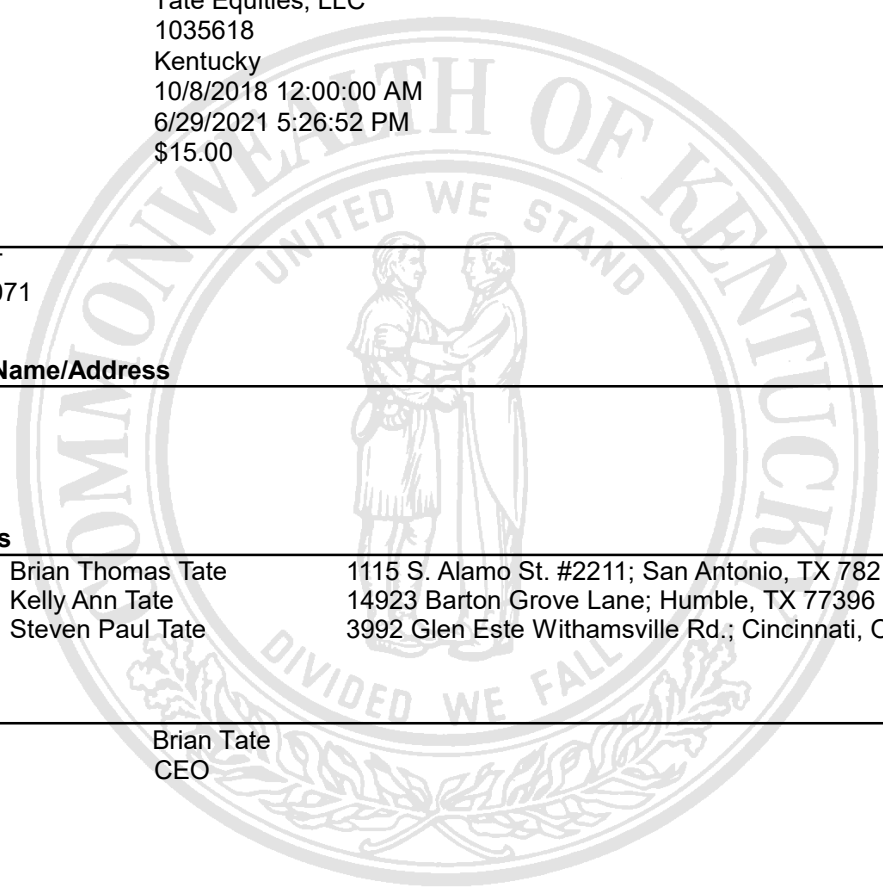 Tate Equities, LLC
1035618
Kentucky
10/8/2018 12:00:00 AM
6/29/2021 5:26:52 PM
$15.00
COMMONWEALTH OF KENTUCKY
UNITED WE STAND
071
Name/Address
s
Brian Thomas Tate 1115 S. Alamo St. #2211; San Antonio, TX 782
Kelly Ann Tate 14923 Barton Grove Lane; Humble, TX 77396
Steven Paul Tate 3992 Glen Este Withamsville Rd.; Cincinnati, O
DIVIDED WE FALL
Brian Tate
CEO